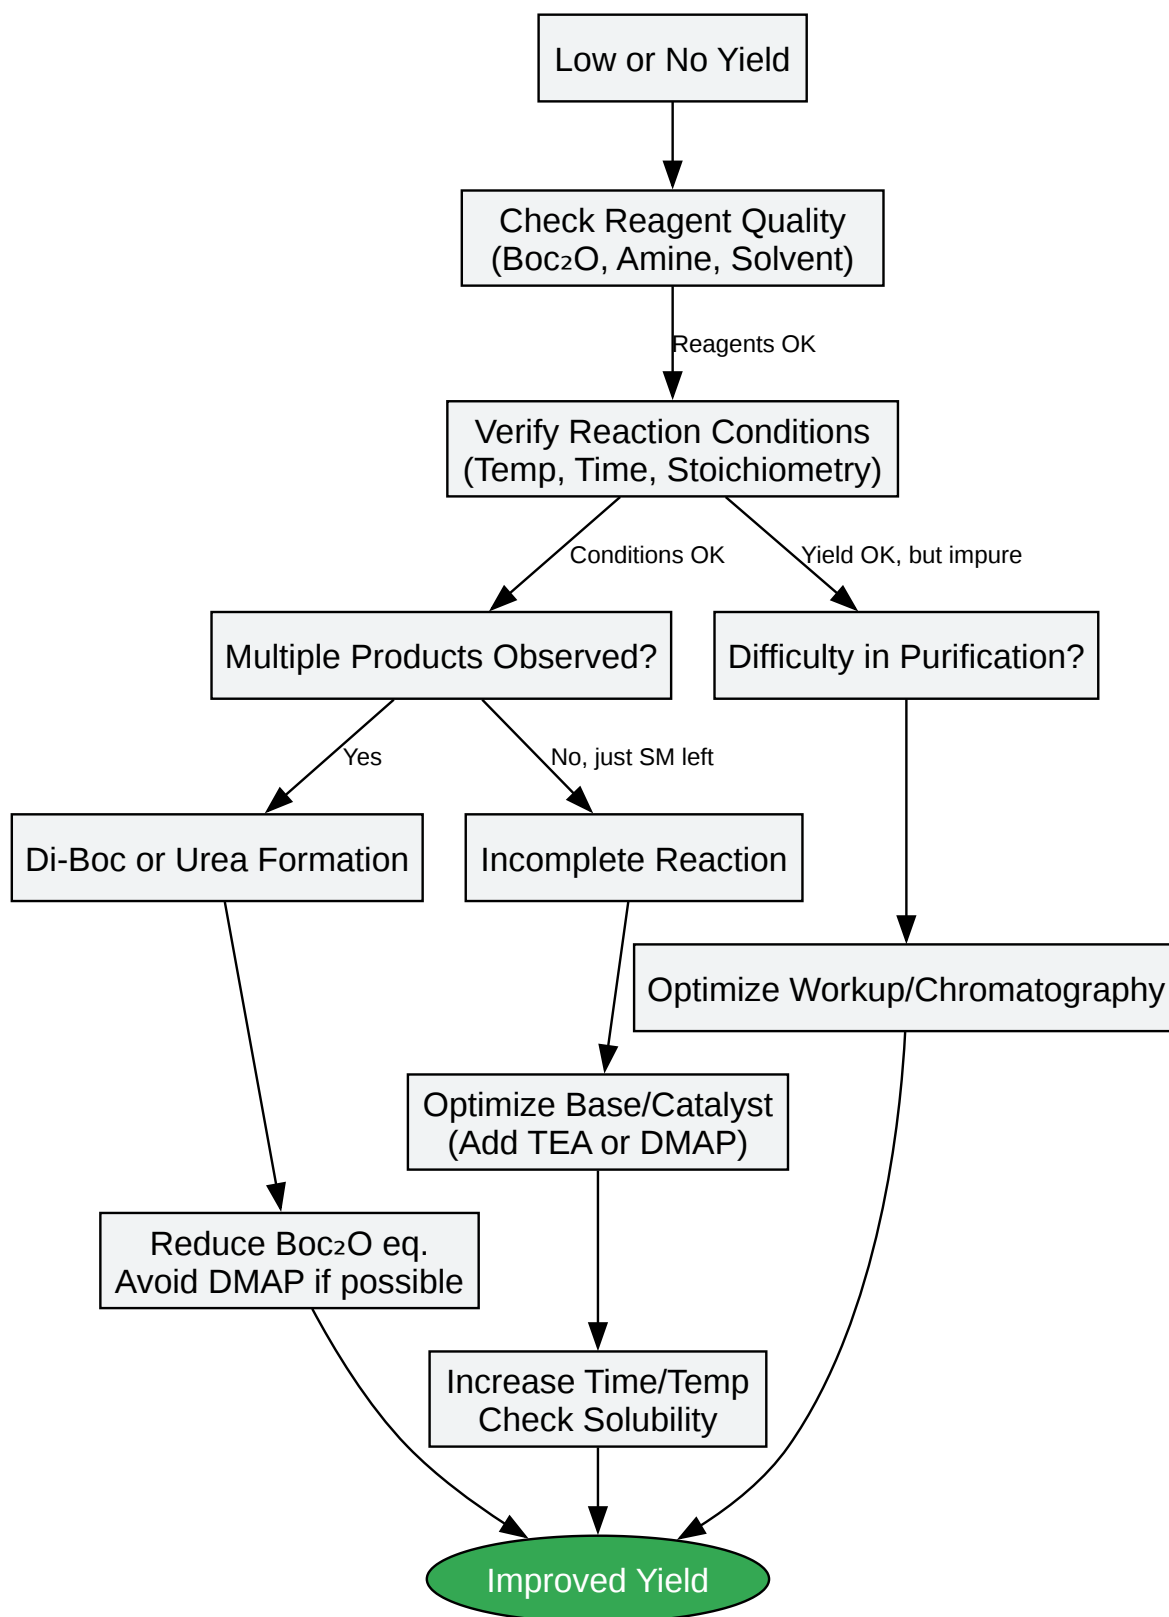 Low or No Yield
Check Reagent Quality
(Boc₂O, Amine, Solvent)
Reagents OK
Verify Reaction Conditions
(Temp, Time, Stoichiometry)
Conditions OK
Yield OK, but impure
Multiple Products Observed?
Difficulty in Purification?
Yes
No, just SM left
Di-Boc or Urea Formation
Incomplete Reaction
Optimize Workup/Chromatography
Optimize Base/Catalyst
(Add TEA or DMAP)
Reduce Boc₂O eq.
Avoid DMAP if possible
Increase Time/Temp
Check Solubility
Improved Yield